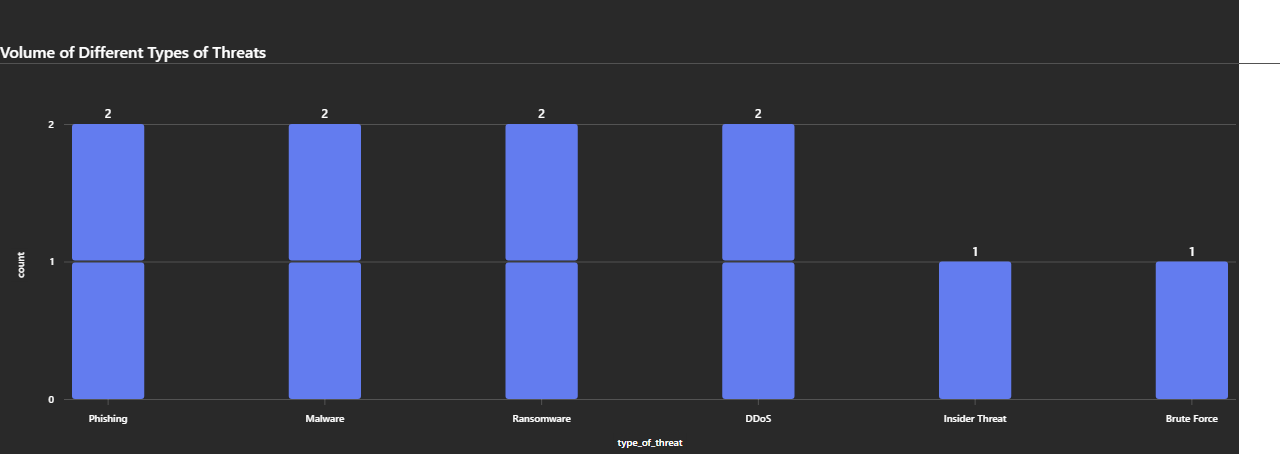 Volume of Different Types of Threats
2 2 2 2
2
1 1
count
1
0
Phishing Malware Ransomware DDoS Insider Threat Brute Force
type_of_threat